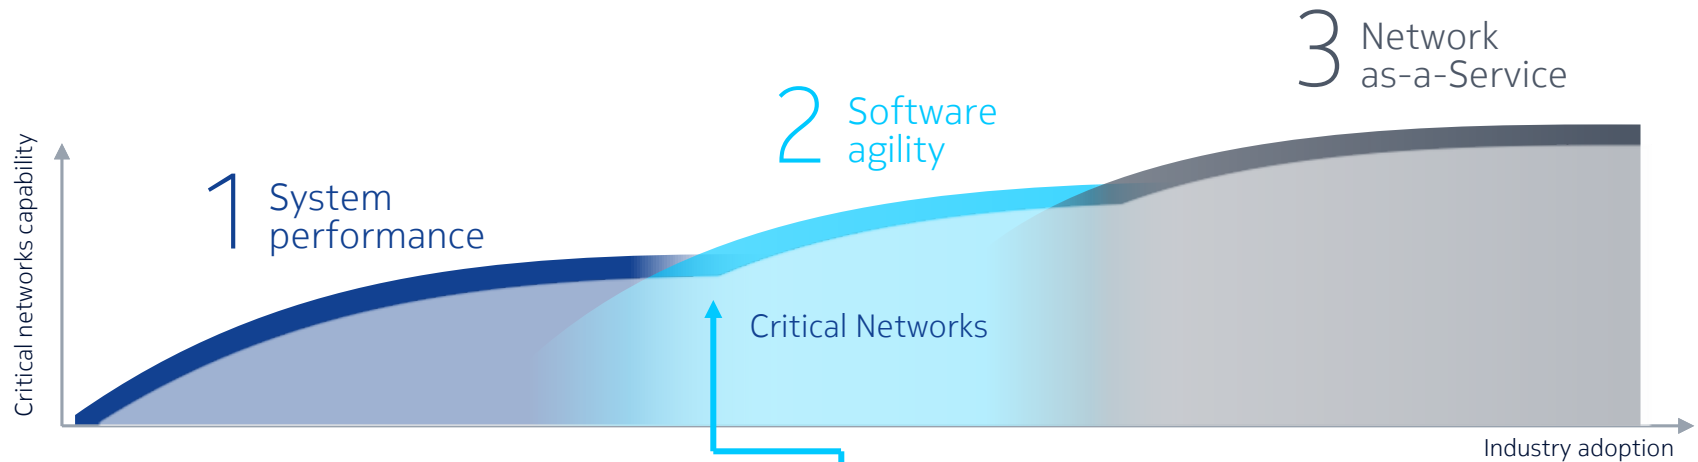 3 Network
as-a-Service
2 Software
agility
1 System
performance
Critical networks capability
Critical Networks
Industry adoption